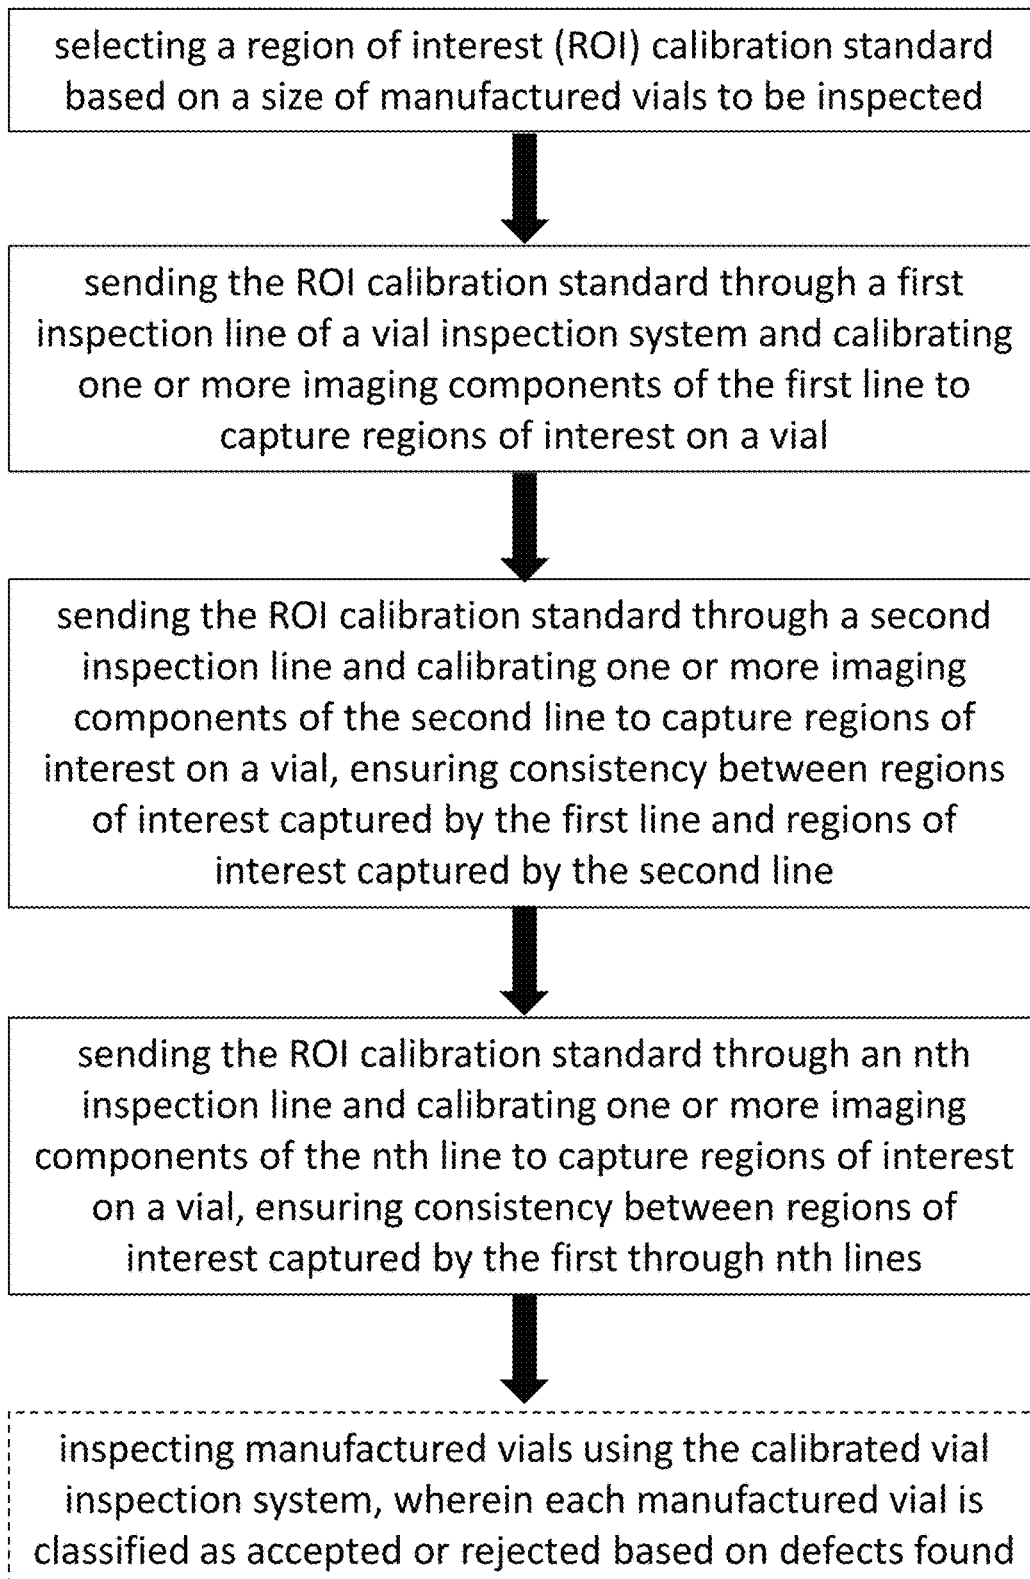 selecting a region of interest (ROI) calibration standard
based on a size of manufactured vials to be inspected
sending the ROI calibration standard through a first
inspection line of a vial inspection system and calibrating
one or more imaging components of the first line to
capture regions of interest on a vial
sending the ROI calibration standard through a second
inspection line and calibrating one or more imaging
components of the second line to capture regions of
interest on a vial, ensuring consistency between regions
of interest captured by the first line and regions of
interest captured by the second line
sending the ROI calibration standard through an nth
inspection line and calibrating one or more imaging
components of the nth line to capture regions of interest
on a vial, ensuring consistency between regions of
interest captured by the first through nth lines
inspecting manufactured vials using the calibrated vial
inspection system, wherein each manufactured vial is
classified as accepted or rejected based on defects found